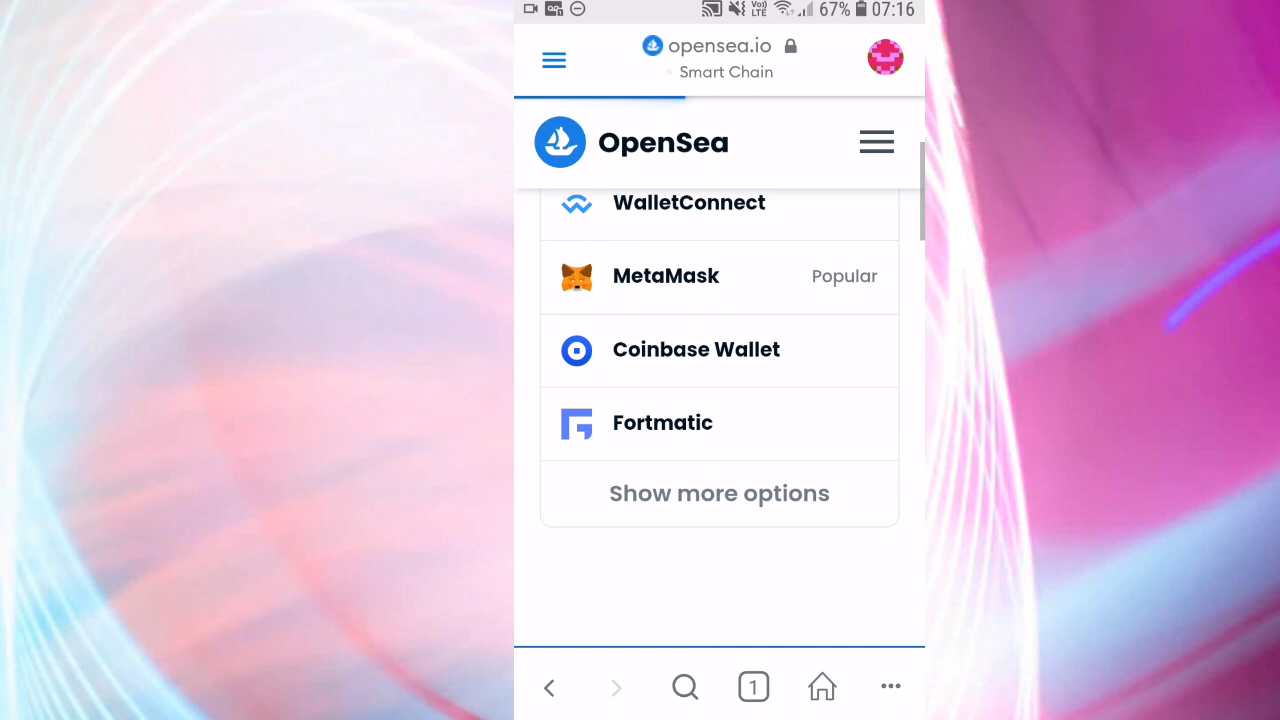 67% 07:16
opensea.io
Smart Chain
OpenSea
WalletConnect
MetaMask Popular
Coinbase Wallet
Fortmatic
Show more options
1